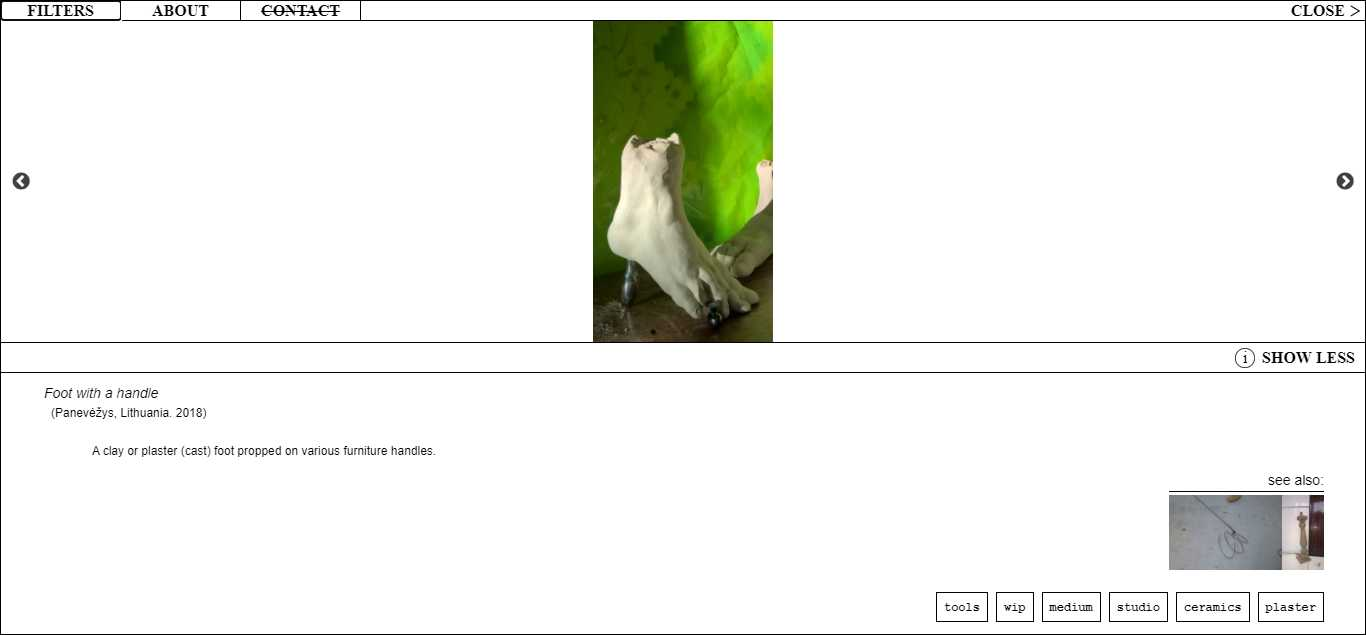 FILTERS ABOUT CONTACT CLOSE >
i SHOW LESS
Foot with a handle
(Panevėžys, Lithuania. 2018)
A clay or plaster (cast) foot propped on various furniture handles.
see also:
tools wip medium studio ceramics plaster